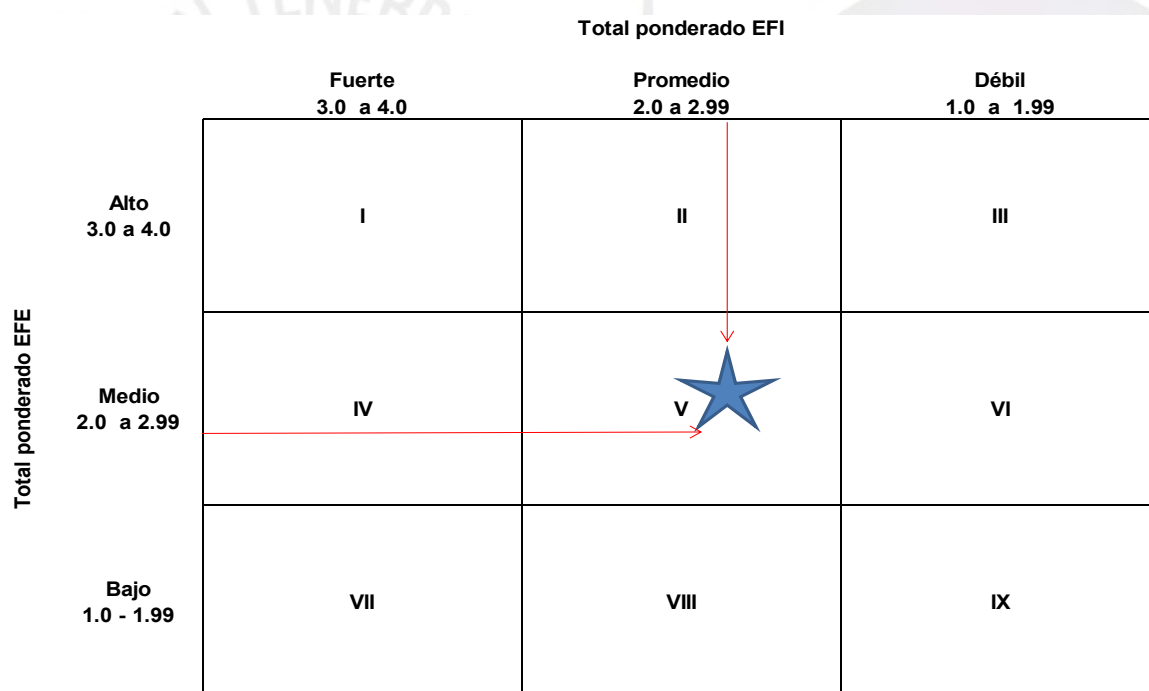 TENEB
Total ponderado EFI
Fuerte
3.0 a 4.0
Promedio
2.0 a 2.99
Débil
1.0 a 1.99
Alto
3.0 a 4.0
I
II
III
Total ponderado EFE
Medio
2.0 a 2.99
IV
V
VI
Bajo
1.0 - 1.99
VII
VIII
IX